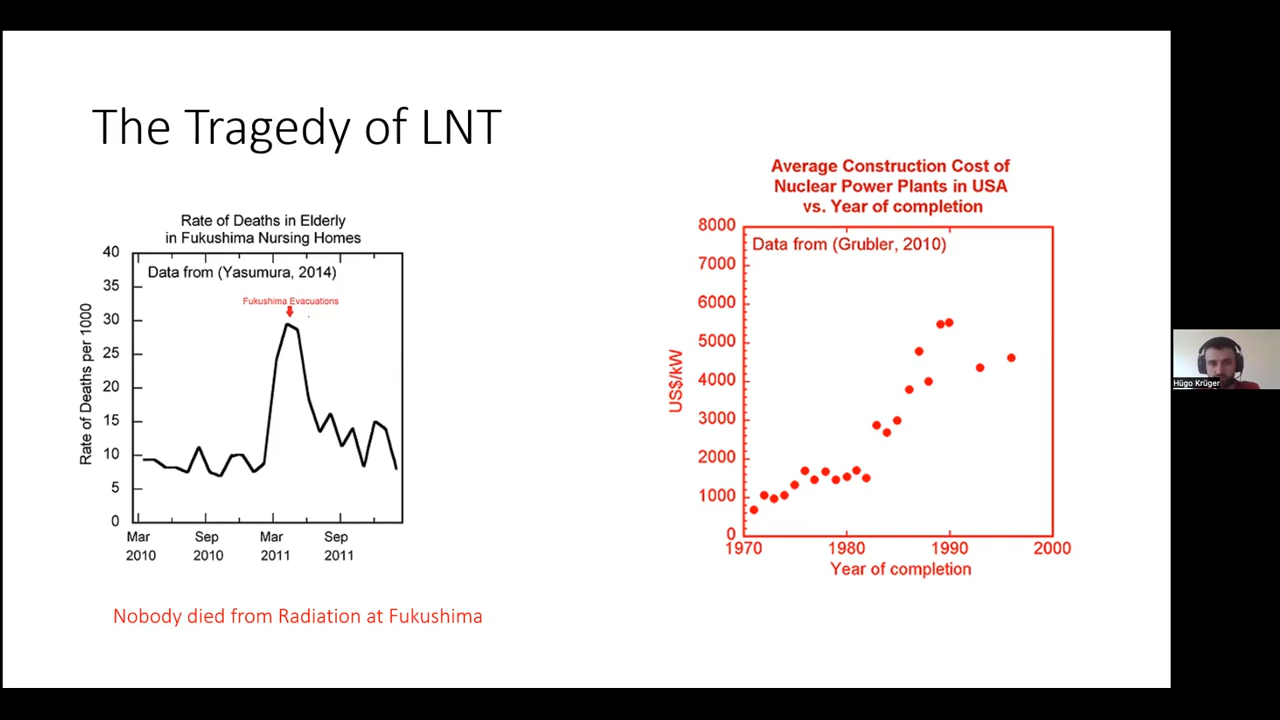 The Tragedy of LNT
Rate of Deaths in Elderly
in Fukushima Nursing Homes
Data from (Yasumura, 2014)
Fukushima Evacuations
Rate of Deaths per 1000
40
35
30
25
20
15
10
5
0
Mar
2010
Sep
2010
Mar
2011
Sep
2011
Nobody died from Radiation at Fukushima
Average Construction Cost of
Nuclear Power Plants in USA
vs. Year of completion
Data from (Grubler, 2010)
US$/kW
8000
7000
6000
5000
4000
3000
2000
1000
0
1970
1980
1990
2000
Year of completion
Hügo Krüger